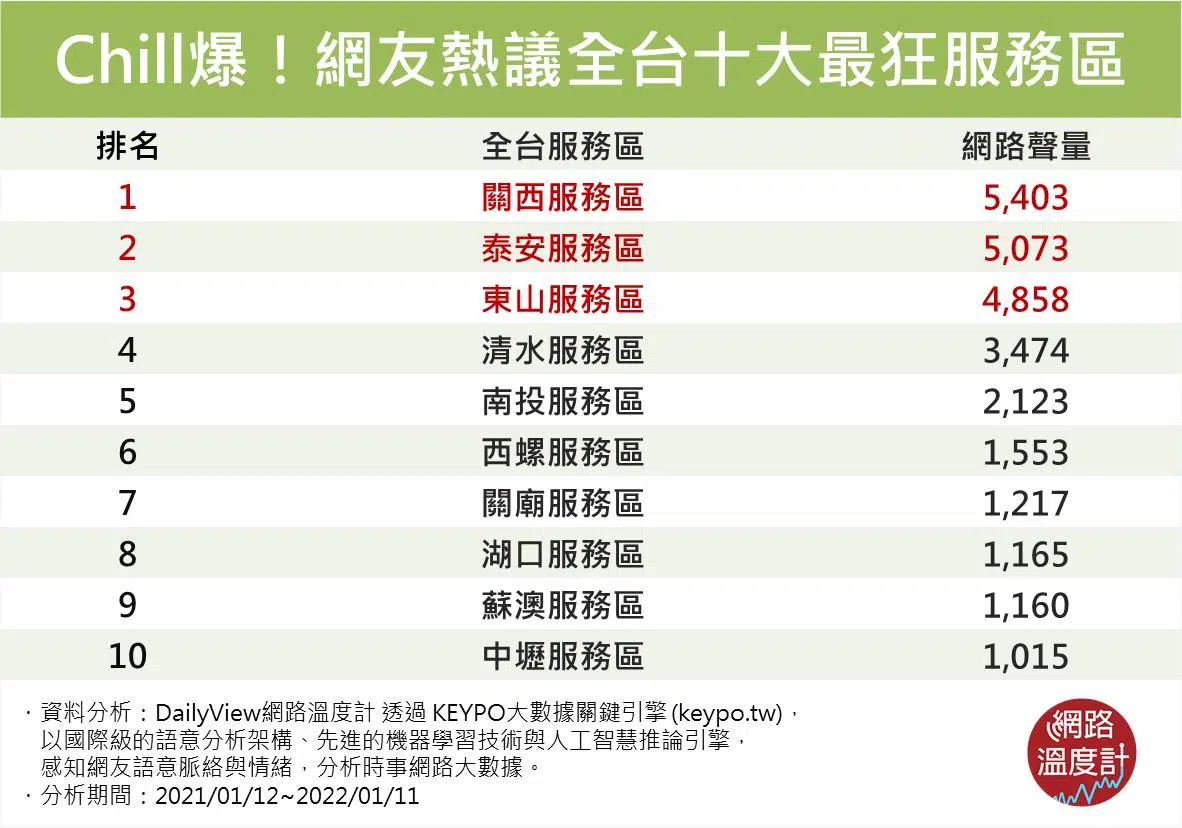 Chill爆！網友熱議全台十大最狂服務區
排名 全台服務區 網路聲量
1 關西服務區 5,403
2 泰安服務區 5,073
3 東山服務區 4,858
4 清水服務區 3,474
5 南投服務區 2,123
6 西螺服務區 1,553
7 關廟服務區 1,217
8 湖口服務區 1,165
9 蘇澳服務區 1,160
10 中壢服務區 1,015
．資料分析：DailyView網路溫度計 透過 KEYPO大數據關鍵引擎 (keypo.tw)，
以國際級的語意分析架構、先進的機器學習技術與人工智慧推論引擎，
感知網友語意脈絡與情緒，分析時事網路大數據。
．分析期間：2021/01/12~2022/01/11
網路
溫度計